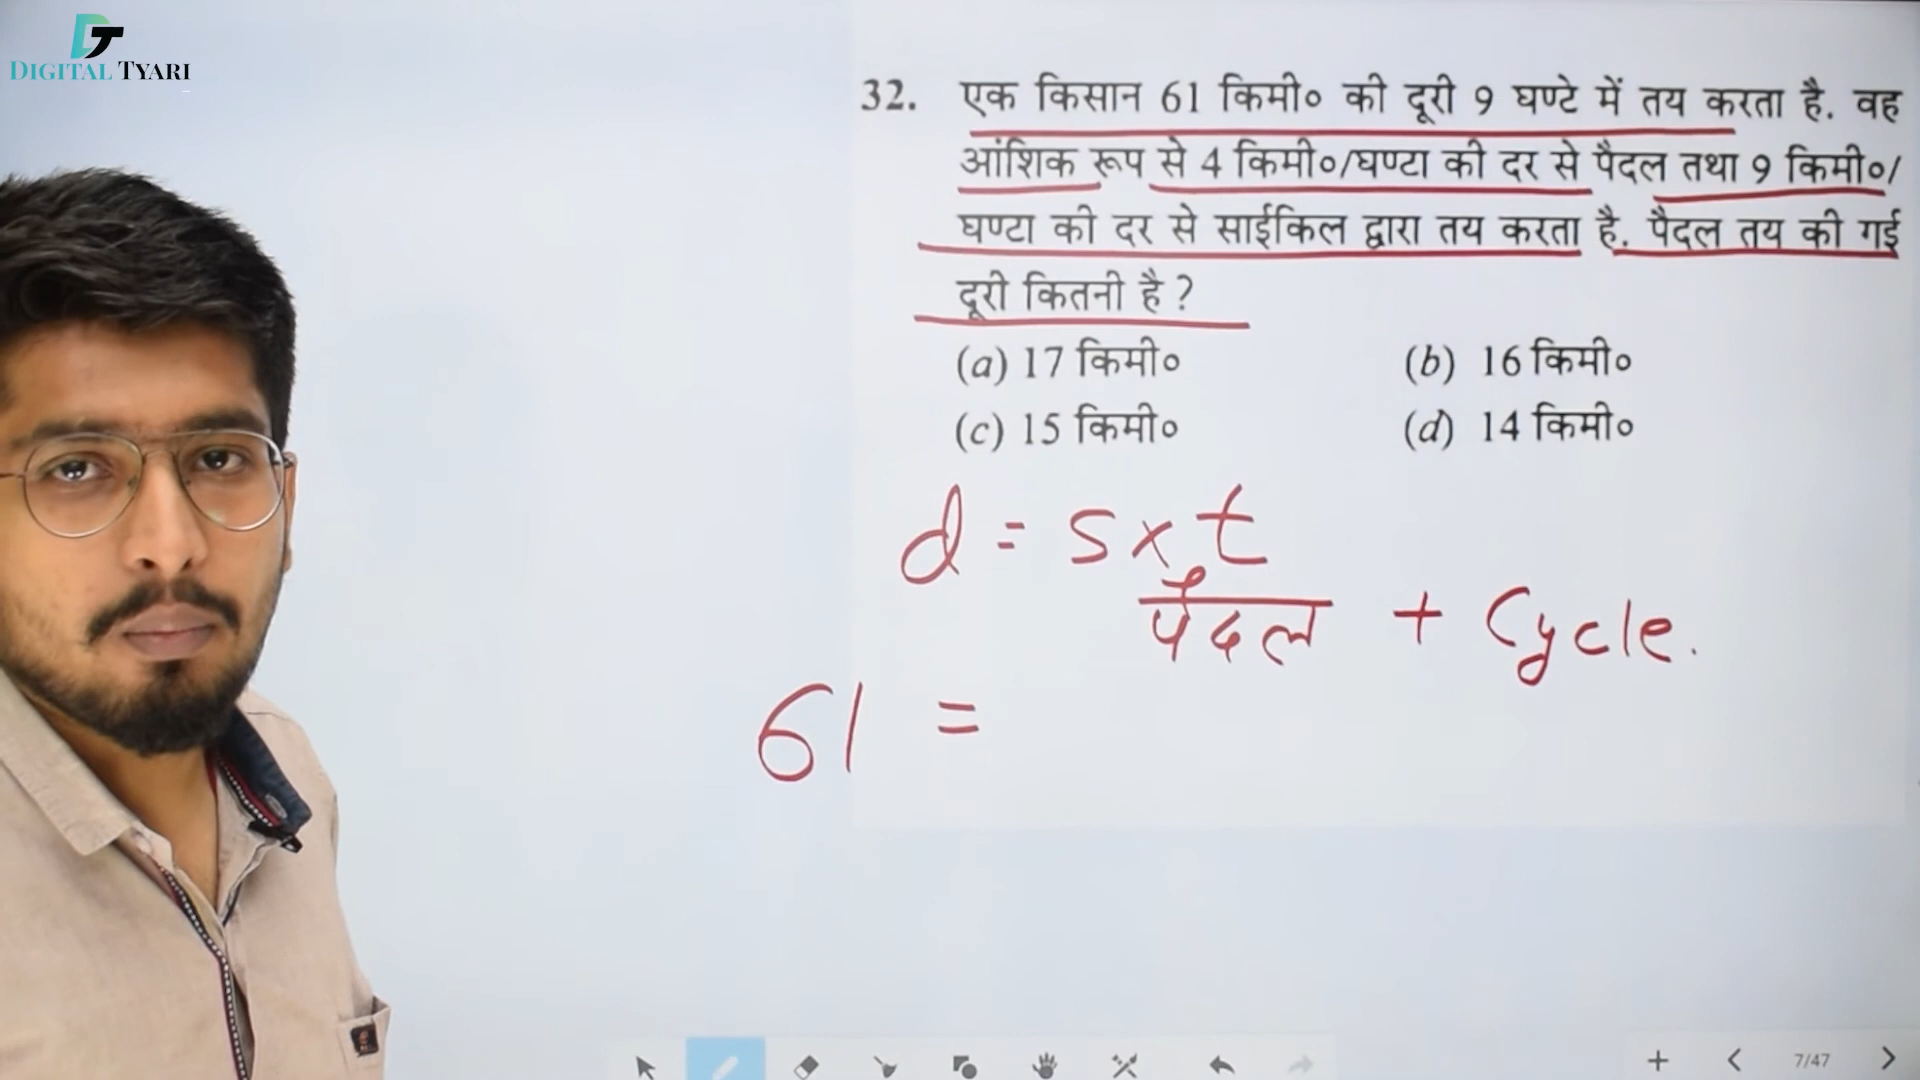 DIGITAL TYARI
32. एक किसान 61 किमी० की दूरी 9 घण्टे में तय करता है. वह
आंशिक रूप से 4 किमी०/घण्टा की दर से पैदल तथा 9 किमी०/
घण्टा की दर से साईकिल द्वारा तय करता है. पैदल तय की गई
दूरी कितनी है ?
(a) 17 किमी० (b) 16 किमी०
(c) 15 किमी० (d) 14 किमी०
d = s x t
पैदल + Cycle.
61 =
7/47